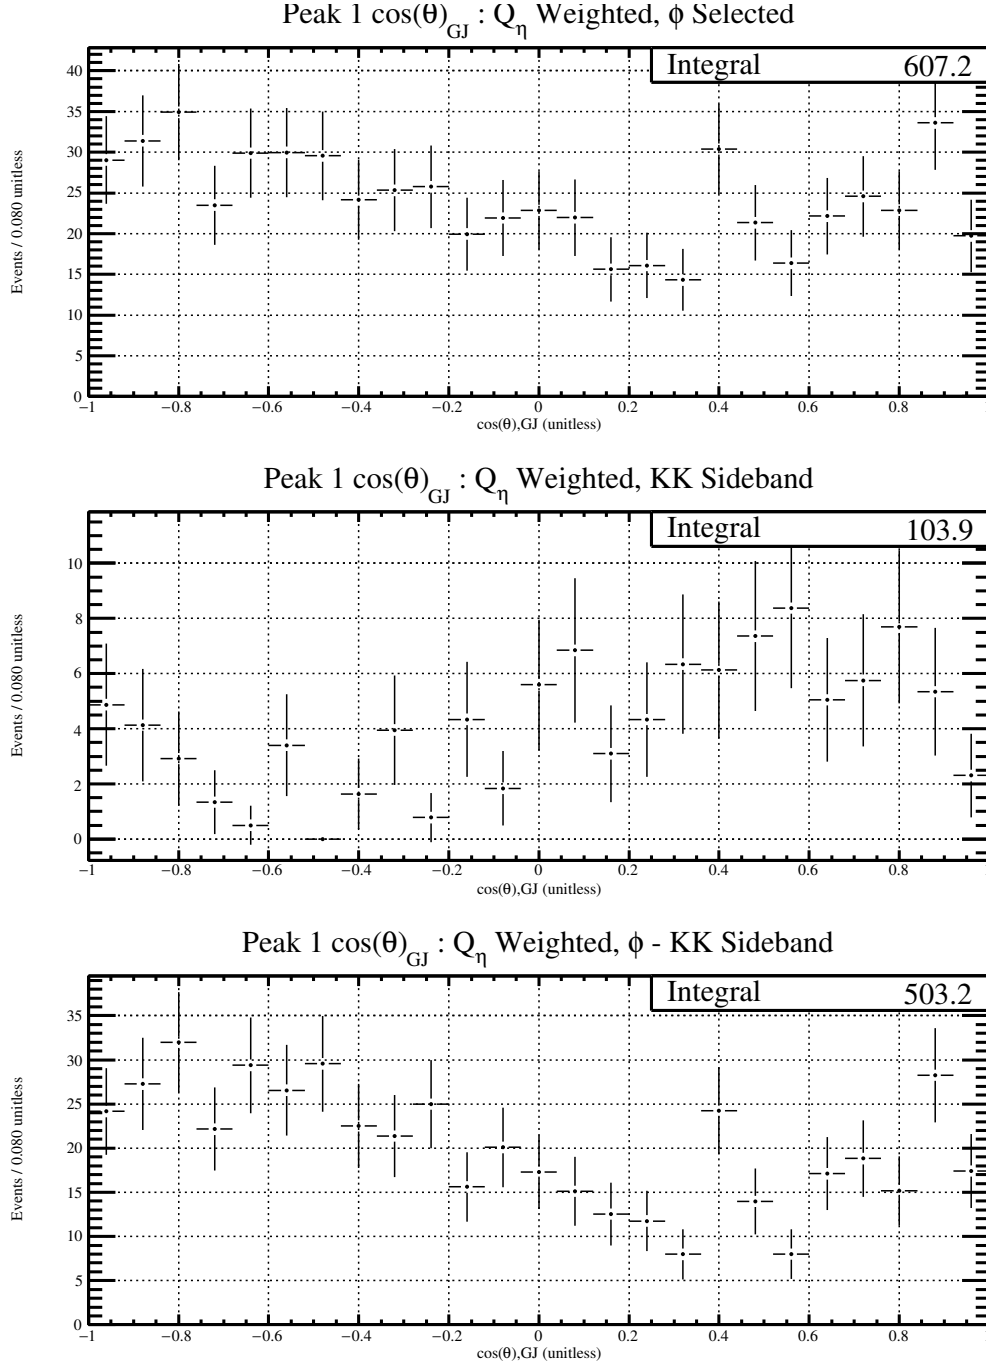 Peak 1 cos(θ)_GJ : Q_η Weighted, ϕ Selected
Integral 607.2
Events / 0.080 unitless
40
35
30
25
20
15
10
5
0
−1 −0.8 −0.6 −0.4 −0.2 0 0.2 0.4 0.6 0.8
cos(θ),GJ (unitless)
Peak 1 cos(θ)_GJ : Q_η Weighted, KK Sideband
Integral 103.9
Events / 0.080 unitless
10
8
6
4
2
0
−1 −0.8 −0.6 −0.4 −0.2 0 0.2 0.4 0.6 0.8
cos(θ),GJ (unitless)
Peak 1 cos(θ)_GJ : Q_η Weighted, ϕ - KK Sideband
Integral 503.2
Events / 0.080 unitless
35
30
25
20
15
10
5
0
−1 −0.8 −0.6 −0.4 −0.2 0 0.2 0.4 0.6 0.8
cos(θ),GJ (unitless)